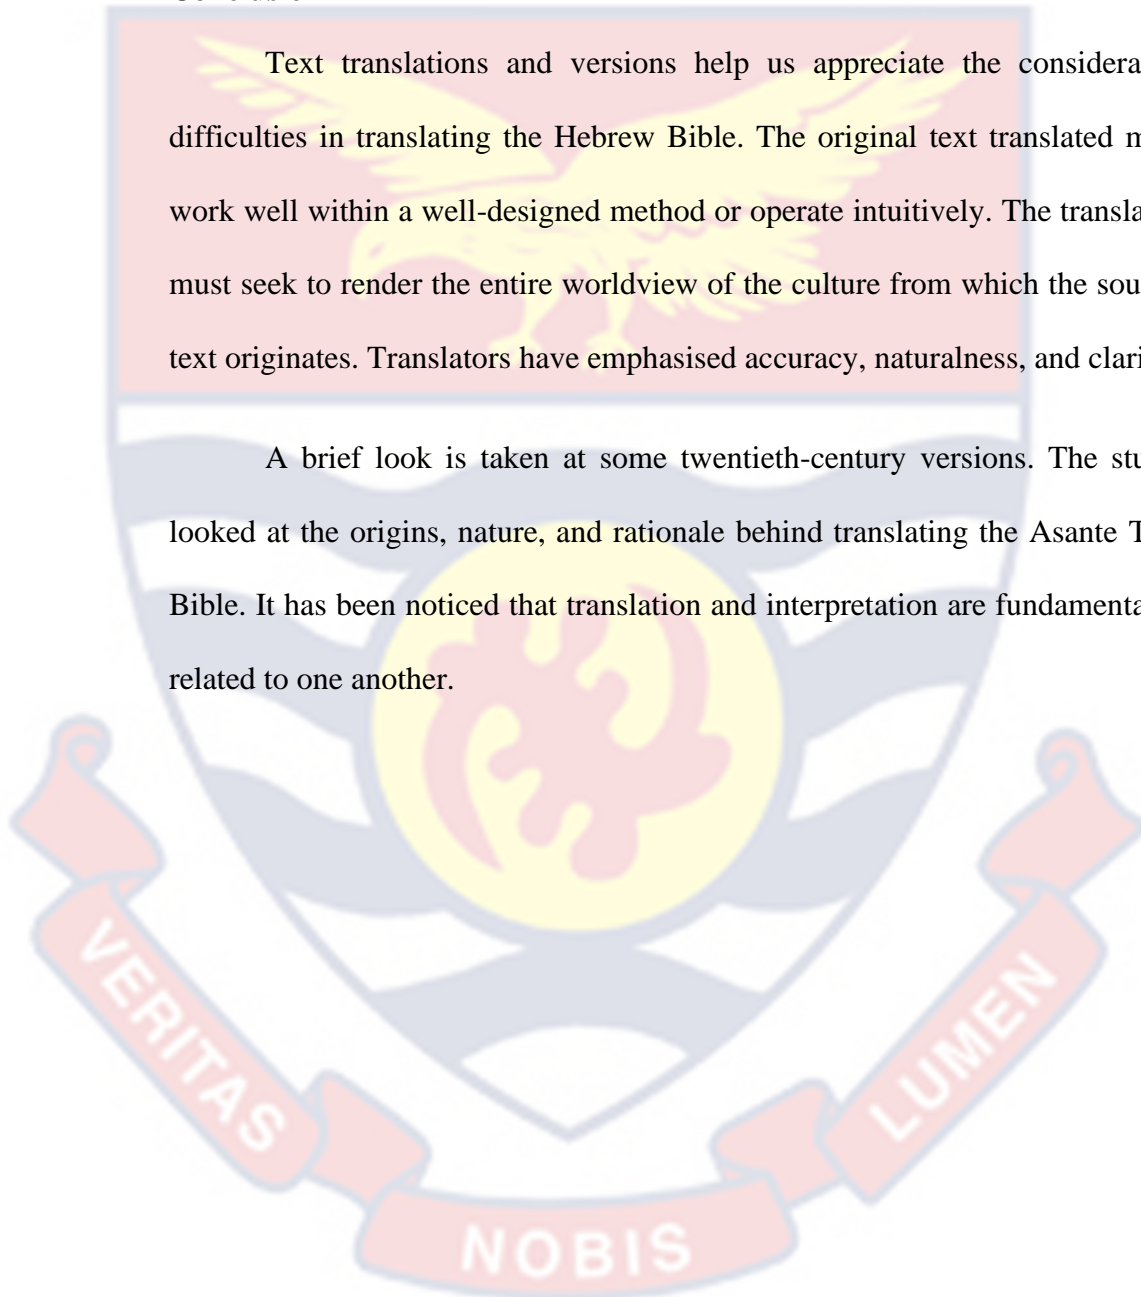 Text translations and versions help us appreciate the considera
difficulties in translating the Hebrew Bible. The original text translated m
work well within a well-designed method or operate intuitively. The transla
must seek to render the entire worldview of the culture from which the sou
text originates. Translators have emphasised accuracy, naturalness, and clari
A brief look is taken at some twentieth-century versions. The stu
looked at the origins, nature, and rationale behind translating the Asante T
Bible. It has been noticed that translation and interpretation are fundamenta
related to one another.
VERITAS
NOBIS
LUMEN